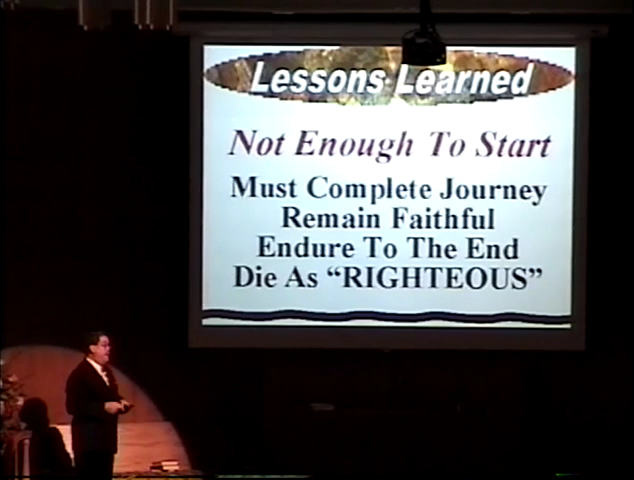 Lessons Learned
Not Enough To Start
Must Complete Journey
Remain Faithful
Endure To The End
Die As “RIGHTEOUS”